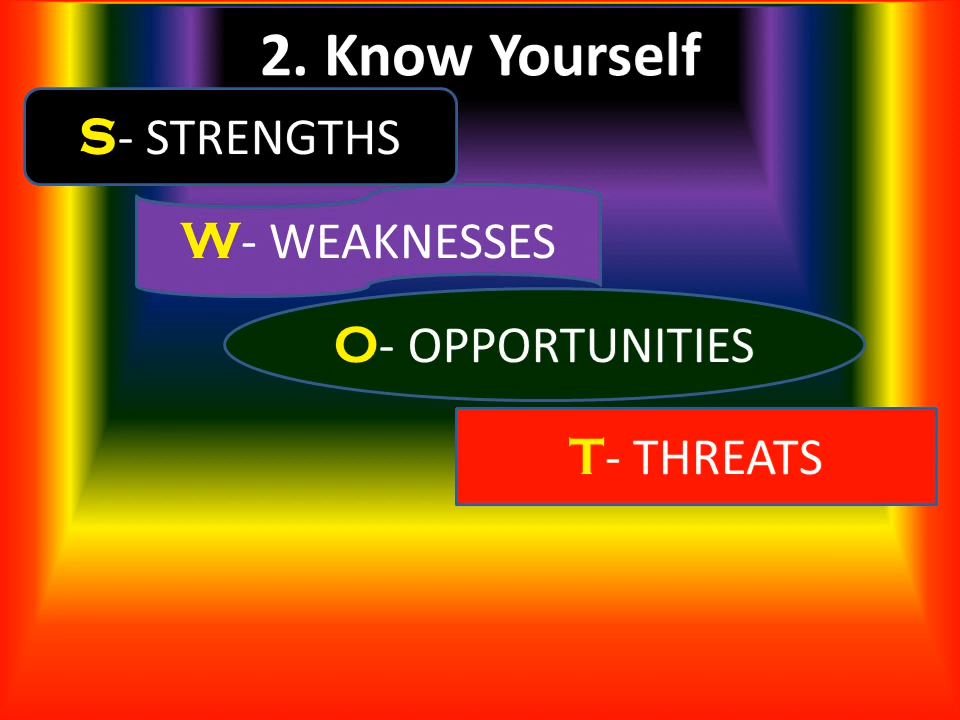 2. Know Yourself
S- STRENGTHS
W- WEAKNESSES
O- OPPORTUNITIES
T- THREATS